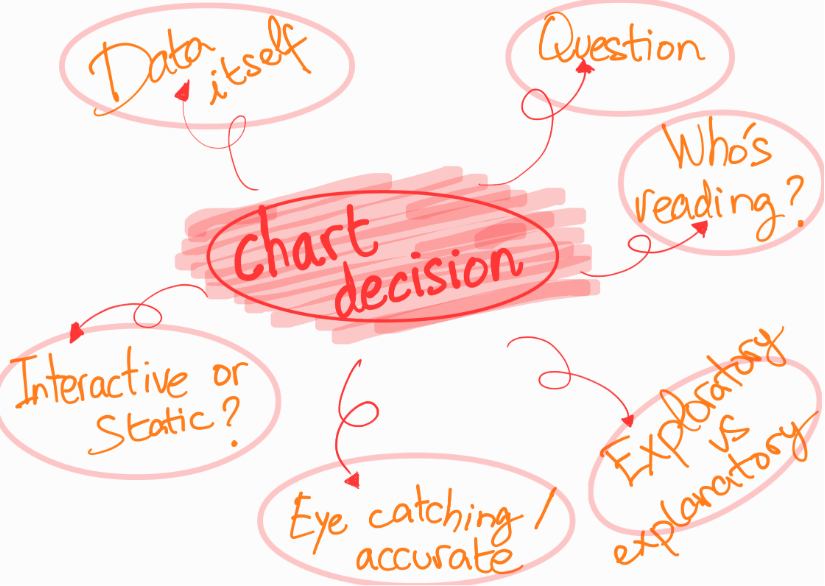 Data
itself
Question
Who's
reading?
chart
decision
Interactive or
Static?
Eye catching /
accurate
Exploratory
vs
explanatory